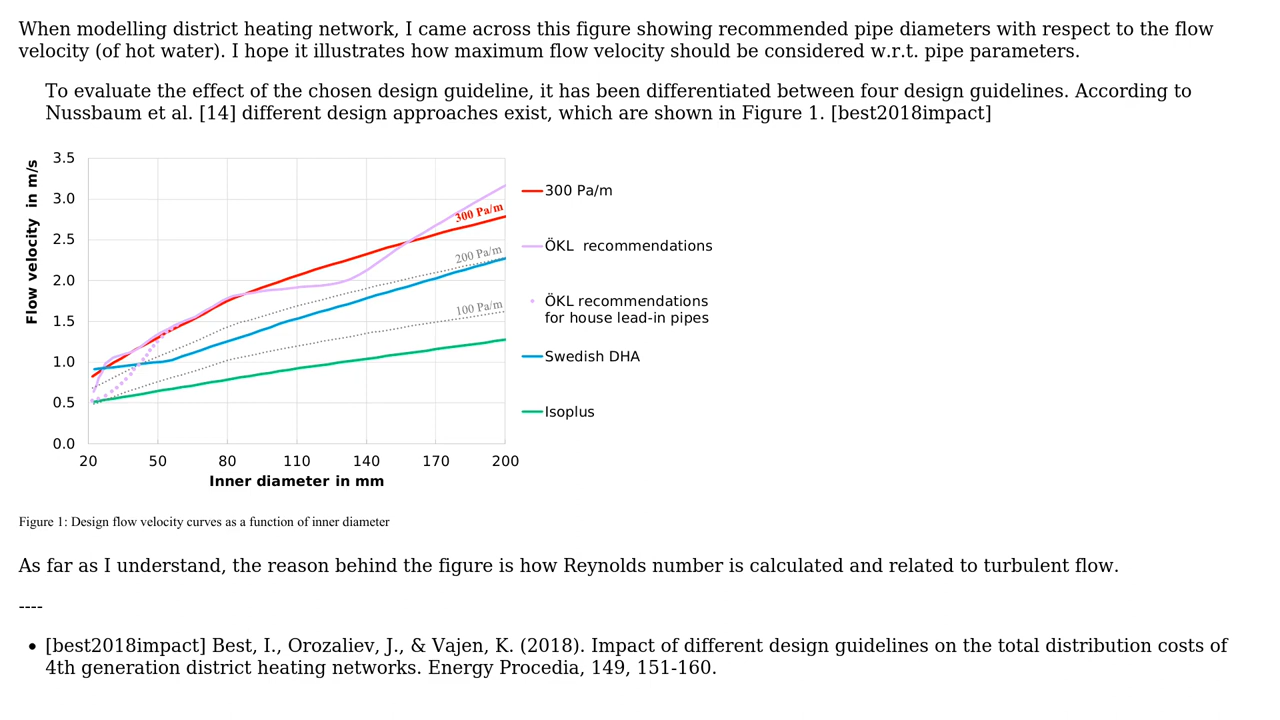 When modelling district heating network, I came across this figure showing recommended pipe diameters with respect to the flow
velocity (of hot water). I hope it illustrates how maximum flow velocity should be considered w.r.t. pipe parameters.
To evaluate the effect of the chosen design guideline, it has been differentiated between four design guidelines. According to
Nussbaum et al. [14] different design approaches exist, which are shown in Figure 1. [best2018impact]
Flow velocity in m/s
3.5
3.0
2.5
2.0
1.5
1.0
0.5
0.0
300 Pa/m
200 Pa/m
100 Pa/m
20 50 80 110 140 170 200
Inner diameter in mm
300 Pa/m
ÖKL recommendations
ÖKL recommendations
for house lead-in pipes
Swedish DHA
Isoplus
Figure 1: Design flow velocity curves as a function of inner diameter
As far as I understand, the reason behind the figure is how Reynolds number is calculated and related to turbulent flow.
----
• [best2018impact] Best, I., Orozaliev, J., & Vajen, K. (2018). Impact of different design guidelines on the total distribution costs of
4th generation district heating networks. Energy Procedia, 149, 151-160.